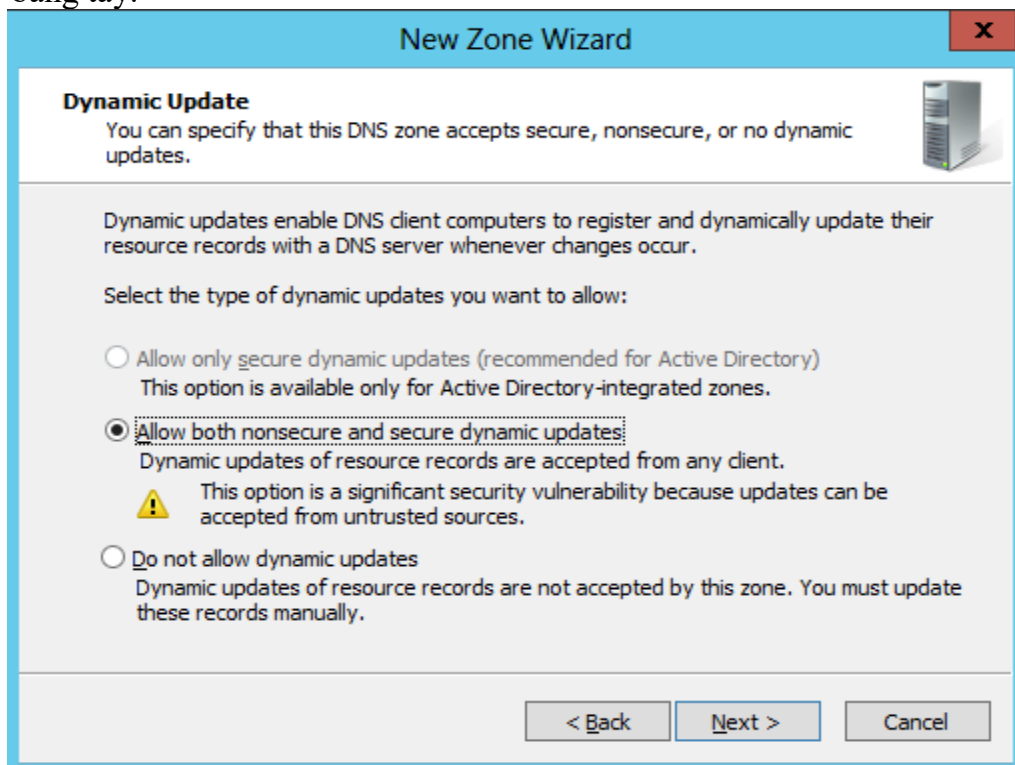 bằng tay.
New Zone Wizard
x
Dynamic Update
You can specify that this DNS zone accepts secure, nonsecure, or no dynamic
updates.
Dynamic updates enable DNS client computers to register and dynamically update their
resource records with a DNS server whenever changes occur.
Select the type of dynamic updates you want to allow:
Allow only secure dynamic updates (recommended for Active Directory)
This option is available only for Active Directory-integrated zones.
Allow both nonsecure and secure dynamic updates
Dynamic updates of resource records are accepted from any client.
This option is a significant security vulnerability because updates can be
accepted from untrusted sources.
Do not allow dynamic updates
Dynamic updates of resource records are not accepted by this zone. You must update
these records manually.
< Back
Next >
Cancel